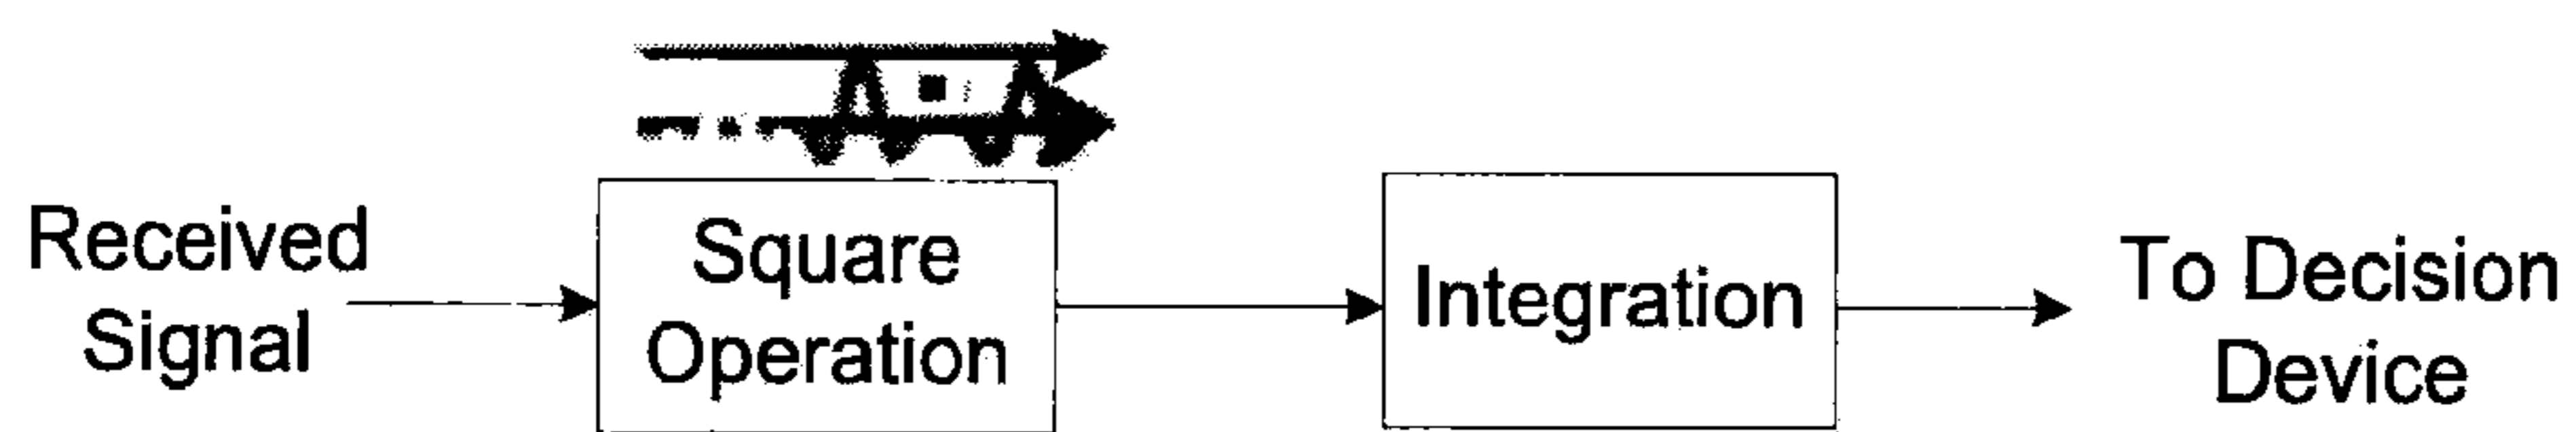 Received
Signal
Square
Operation
Integration
To Decision
Device